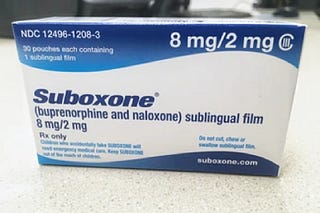 NDC 12496-1208-3
30 pouches each containing
1 sublingual film
8 mg/2 mg CIII
Suboxone®
(buprenorphine and naloxone) sublingual film
8 mg/2 mg
Rx only
Children who accidentally take SUBOXONE will
need emergency medical care. Keep SUBOXONE
out of the reach of children.
Do not cut, chew or
swallow sublingual film.
suboxone.com